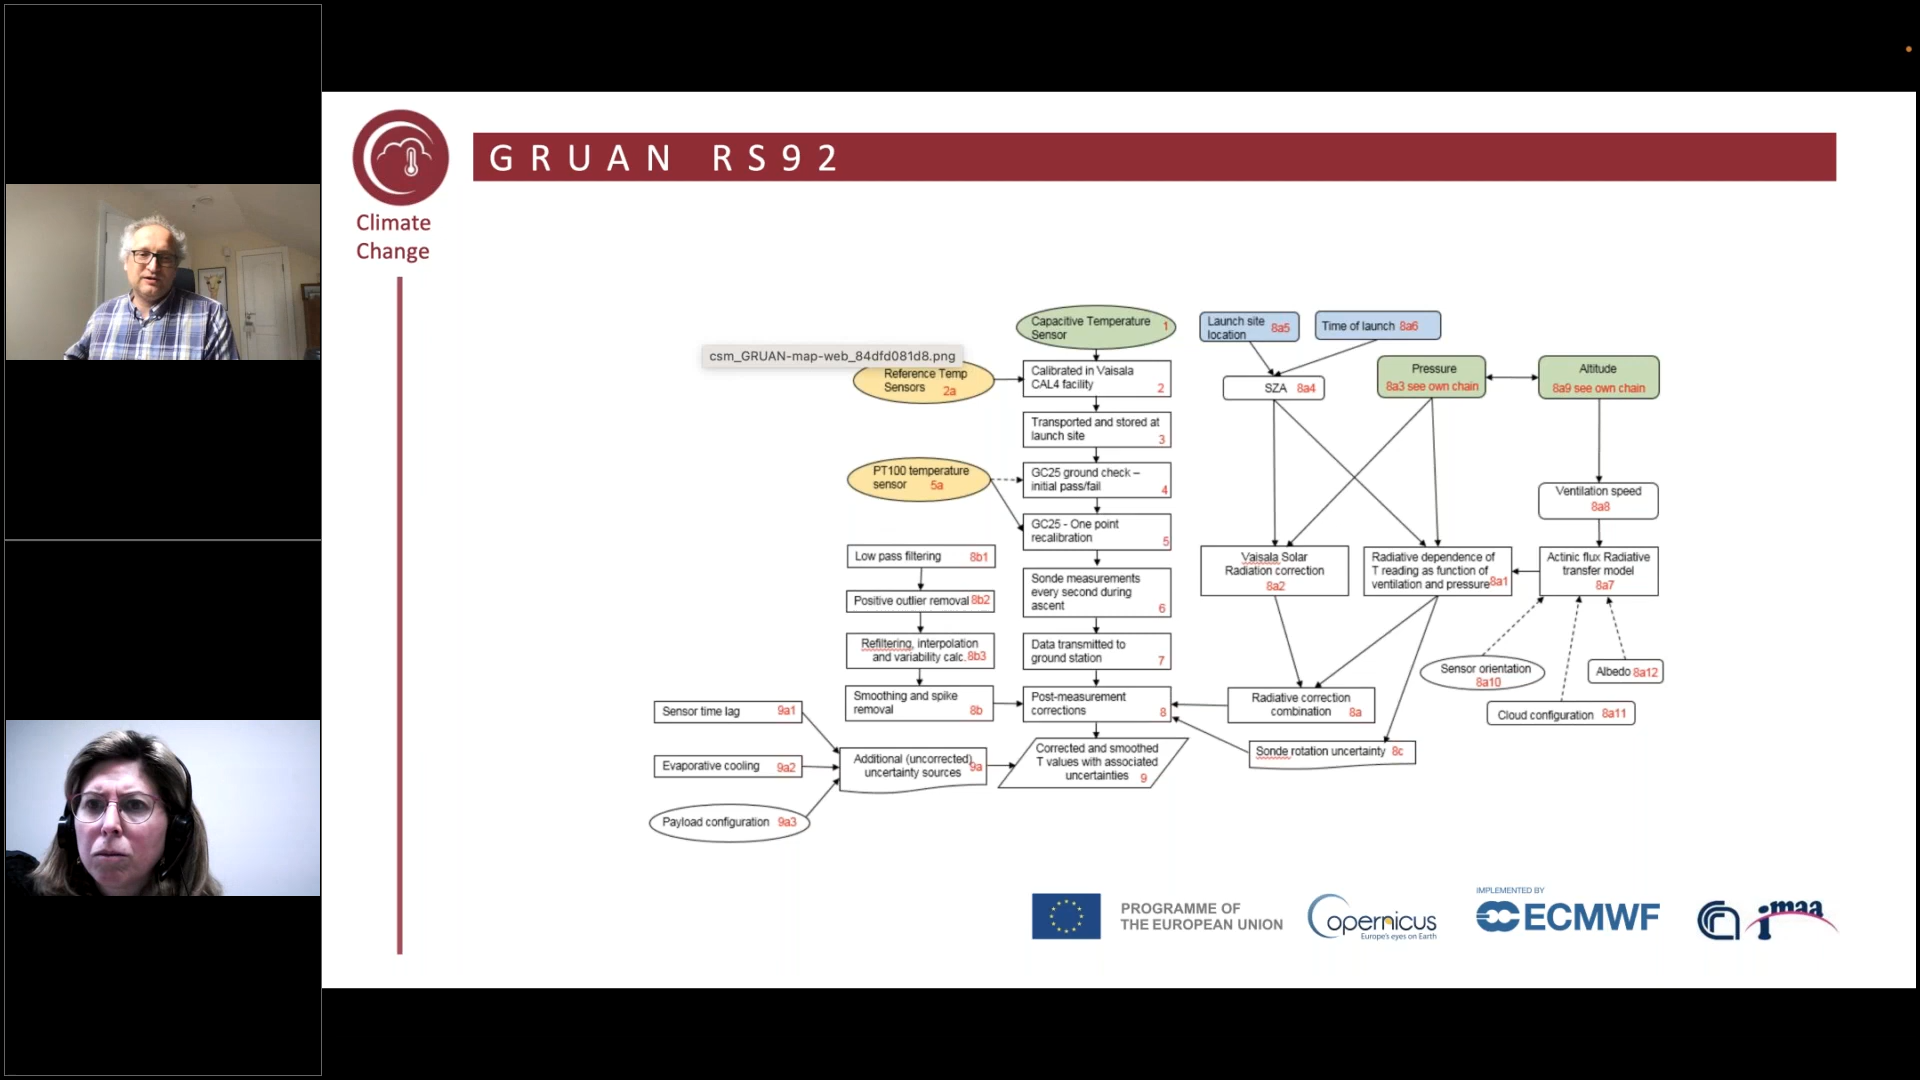 GRUAN RS92
Climate
Change
csm_GRUAN-map-web_84dfd081d8.png
Capacitive Temperature
Sensor 1
Reference Temp
Sensors 2a
Calibrated in Vaisala
CAL4 facility 2
Transported and stored at
launch site 3
PT100 temperature
sensor 5a
GC25 ground check –
initial pass/fail 4
GC25 - One point
recalibration 5
Low pass filtering 8b1
Positive outlier removal 8b2
Refiltering, interpolation
and variability calc. 8b3
Smoothing and spike
removal 8b
Sonde measurements
every second during
ascent 6
Data transmitted to
ground station 7
Post-measurement
corrections 8
Corrected and smoothed
T values with associated
uncertainties 9
Sensor time lag 9a1
Evaporative cooling 9a2
Payload configuration 9a3
Additional (uncorrected)
uncertainty sources 9a
Launch site
location 8a5
Time of launch 8a6
SZA 8a4
Pressure
8a3 see own chain
Altitude
8a9 see own chain
Ventilation speed
8a8
Vaisala Solar
Radiation correction
8a2
Radiative dependence of
T reading as function of
ventilation and pressure 8a1
Actinic flux Radiative
transfer model
8a7
Sensor orientation
8a10
Albedo 8a12
Cloud configuration 8a11
Radiative correction
combination 8a
Sonde rotation uncertainty 8c
PROGRAMME OF
THE EUROPEAN UNION
Copernicus
Europe's eyes on Earth
IMPLEMENTED BY
ECMWF
imaa